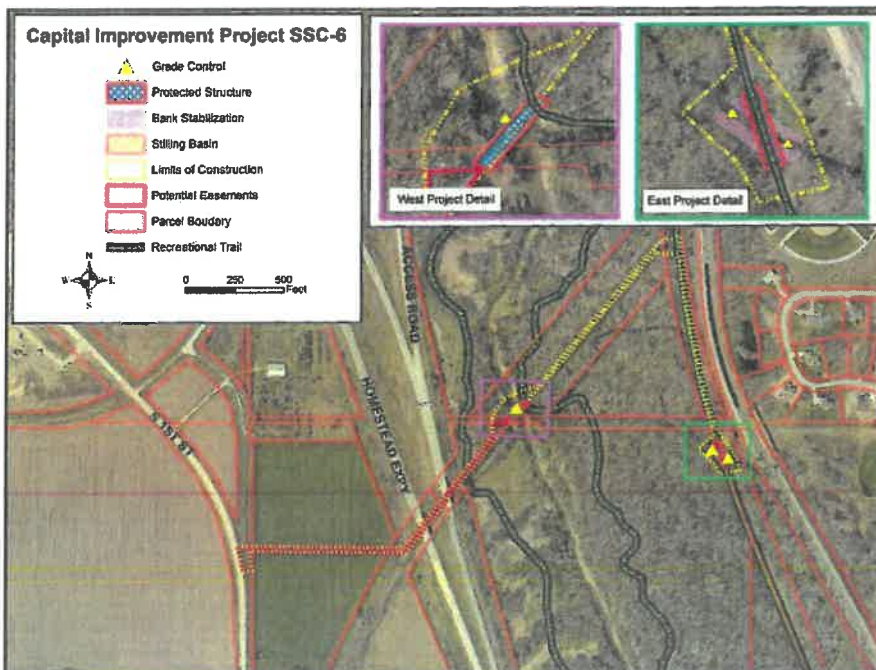 Capital Improvement Project SSC-6
Grade Control
Protected Structure
Bank Stabilization
Stilling Basin
Limits of Construction
Potential Easements
Parcel Boudary
Recreational Trail
N
W E
S
0 250 500
Feet
West Project Detail
East Project Detail
ACCESS ROAD
HOMESTEAD EXPY
S 1ST ST